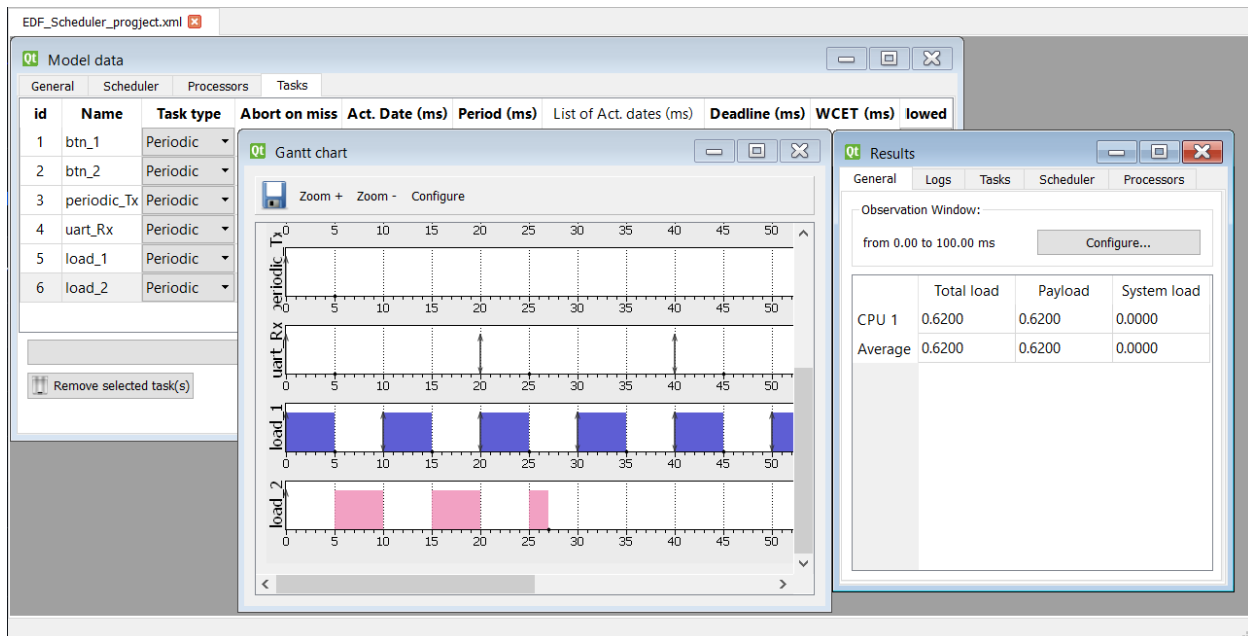 EDF_Scheduler_progject.xml
Qt Model data
General Scheduler Processors Tasks
id Name Task type Abort on miss Act. Date (ms) Period (ms) List of Act. dates (ms) Deadline (ms) WCET (ms) lowed
1 btn_1 Periodic
2 btn_2 Periodic
3 periodic_Tx Periodic
4 uart_Rx Periodic
5 load_1 Periodic
6 load_2 Periodic
Remove selected task(s)
Qt Gantt chart
Zoom + Zoom - Configure
0 5 10 15 20 25 30 35 40 45 50
periodic_Tx
0 5 10 15 20 25 30 35 40 45 50
uart_Rx
0 5 10 15 20 25 30 35 40 45 50
load_1
0 5 10 15 20 25 30 35 40 45 50
load_2
0 5 10 15 20 25 30 35 40 45 50
Qt Results
General Logs Tasks Scheduler Processors
Observation Window:
from 0.00 to 100.00 ms Configure...
Total load Payload System load
CPU 1 0.6200 0.6200 0.0000
Average 0.6200 0.6200 0.0000